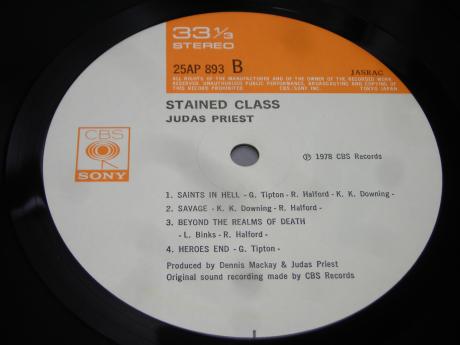 33 1/3
STEREO
25AP 893 B
JASRAC
ALL RIGHTS OF THE MANUFACTURER AND OF THE OWNER OF THE RECORDED WORK
RESERVED. UNAUTHORIZED PUBLIC PERFORMANCE, BROADCASTING AND COPYING OF
THIS RECORD PROHIBITED CBS/SONY INC. TOKYO JAPAN
STAINED CLASS
JUDAS PRIEST
CBS
SONY
℗ 1978 CBS Records
1. SAINTS IN HELL - G. Tipton - R. Halford - K. K. Downing -
2. SAVAGE - K. K. Downing - R. Halford -
3. BEYOND THE REALMS OF DEATH
- L. Binks - R. Halford -
4. HEROES END - G. Tipton -
Produced by Dennis Mackay & Judas Priest
Original sound recording made by CBS Records